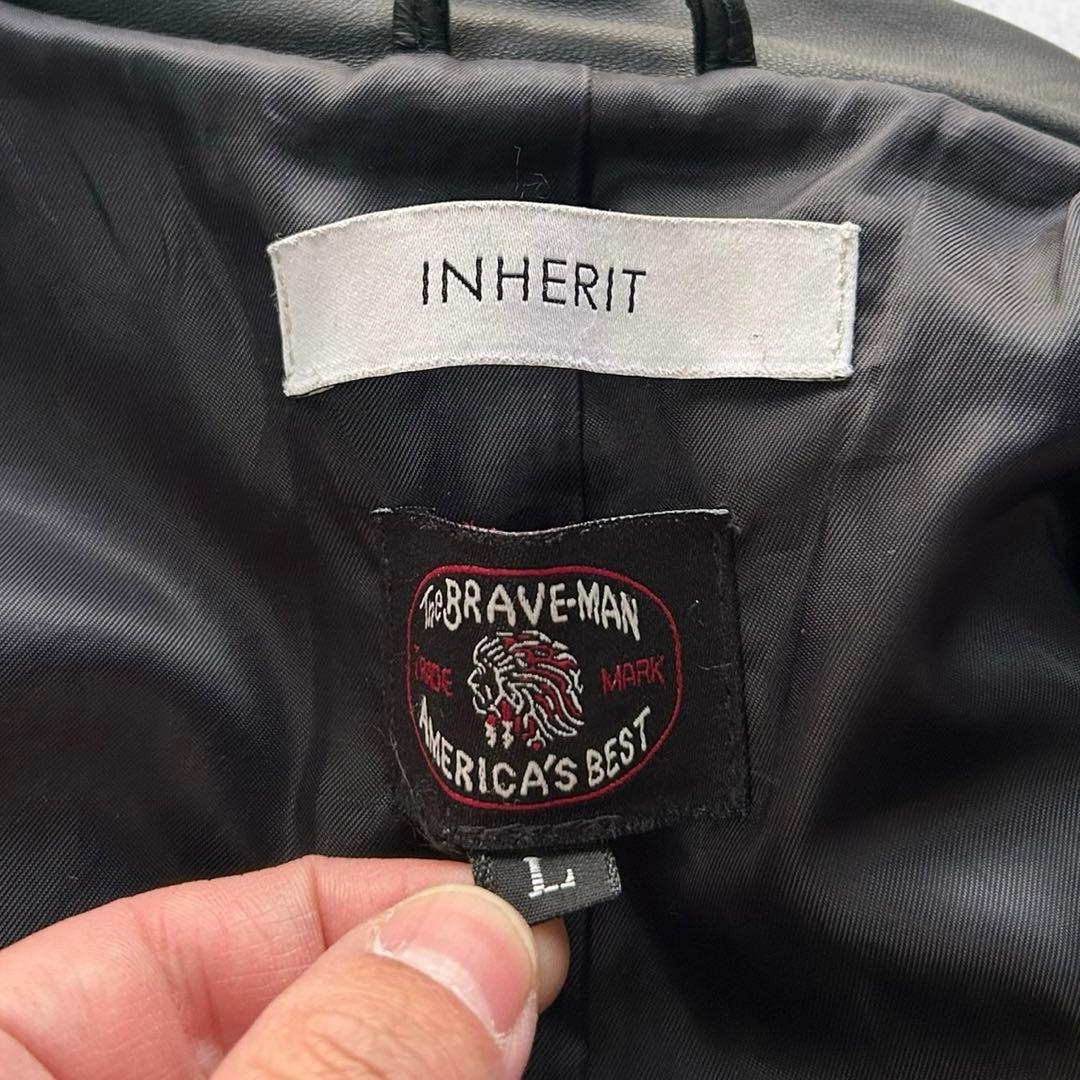 INHERIT
The BRAVE-MAN
TRADE MARK
AMERICA'S BEST
L